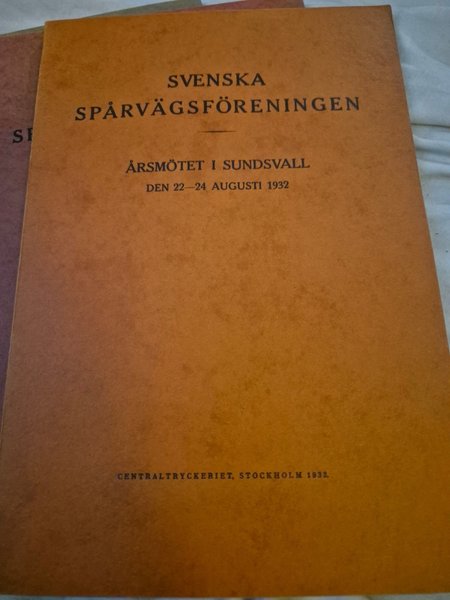 SVENSKA
SPÅRVÄGSFÖRENINGEN
ÅRSMÖTET I SUNDSVALL
DEN 22—24 AUGUSTI 1932
CENTRALTRYCKERIET, STOCKHOLM 1932.